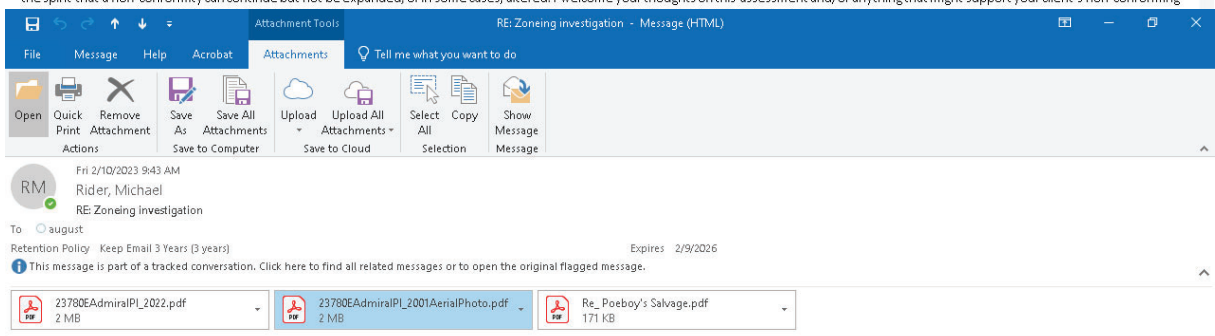 the spirit that a non-conformity can continue but not be expanded, or in some cases, altered. I welcome your thoughts on this assessment and/or anything that might support your client's non-conforming
Attachment Tools RE: Zoneing investigation - Message (HTML)
File Message Help Acrobat Attachments Tell me what you want to do
Open Quick Print Remove Attachment Save As Save All Attachments Upload Upload All Attachments Select All Copy Show Message
Actions Save to Computer Save to Cloud Selection Message
Fri 2/10/2023 9:43 AM
RM Rider, Michael
RE: Zoneing investigation
To august
Retention Policy Keep Email 3 Years (3 years) Expires 2/9/2026
This message is part of a tracked conversation. Click here to find all related messages or to open the original flagged message.
23780EAdmiralPl_2022.pdf 23780EAdmiralPl_2001AerialPhoto.pdf Re_ Poeboy's Salvage.pdf
PDF 2 MB PDF 2 MB PDF 171 KB